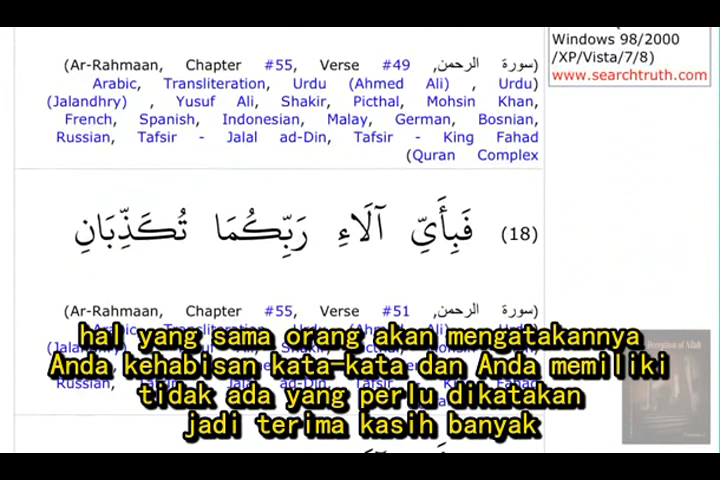 Windows 98/2000
/XP/Vista/7/8)
www.searchtruth.com
(Ar-Rahmaan, Chapter #55, Verse #49 ,سورة الرحمن)
Arabic, Transliteration, Urdu (Ahmed Ali) , Urdu)
(Jalandhry) , Yusuf Ali, Shakir, Picthal, Mohsin Khan,
French, Spanish, Indonesian, Malay, German, Bosnian,
Russian, Tafsir - Jalal ad-Din, Tafsir - King Fahad
(Quran Complex
فَبِأَيِّ آلَاءِ رَبِّكُمَا تُكَذِّبَانِ (18)
(Ar-Rahmaan, Chapter #55, Verse #51 ,سورة الرحمن)
hal yang sama orang akan mengatakannya
Anda kehabisan kata-kata dan Anda memiliki
tidak ada yang perlu dikatakan
jadi terima kasih banyak